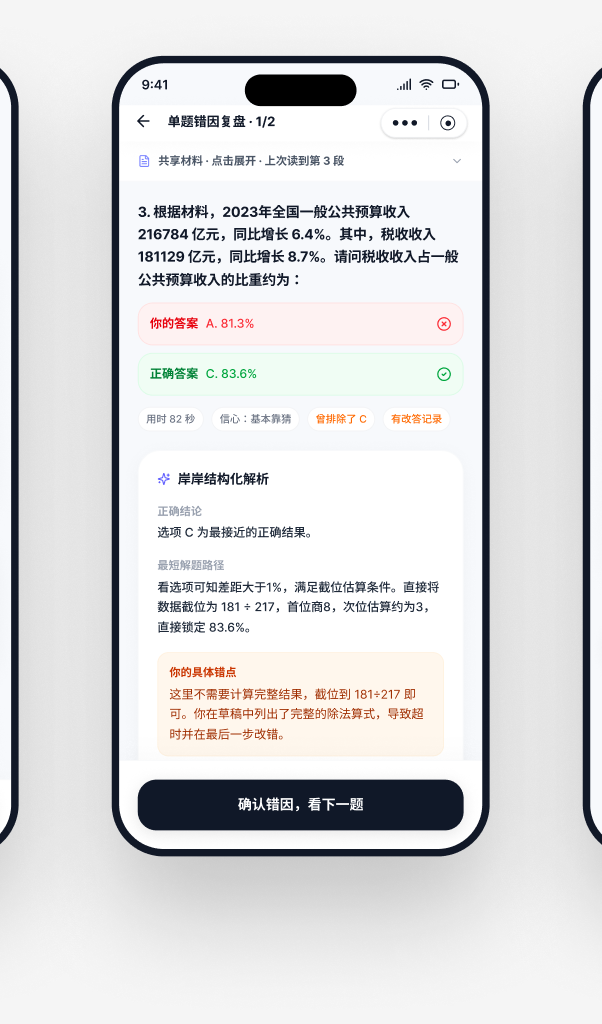 9:41
单题错因复盘 · 1/2
共享材料 · 点击展开 · 上次读到第 3 段
3. 根据材料，2023年全国一般公共预算收入
216784 亿元，同比增长 6.4%。其中，税收收入
181129 亿元，同比增长 8.7%。请问税收收入占一般
公共预算收入的比重约为：
你的答案 A. 81.3%
正确答案 C. 83.6%
用时 82 秒 信心：基本靠猜 曾排除了 C 有改答记录
岸岸结构化解析
正确结论
选项 C 为最接近的正确结果。
最短解题路径
看选项可知差距大于1%，满足截位估算条件。直接将
数据截位为 181 ÷ 217，首位商8，次位估算约为3，
直接锁定 83.6%。
你的具体错点
这里不需要计算完整结果，截位到 181÷217 即
可。你在草稿中列出了完整的除法算式，导致超
时并在最后一步改错。
确认错因，看下一题